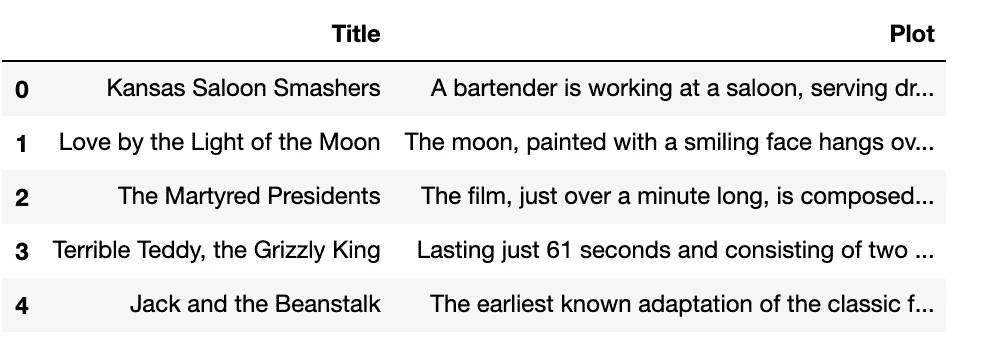 Title Plot
0 Kansas Saloon Smashers A bartender is working at a saloon, serving dr...
1 Love by the Light of the Moon The moon, painted with a smiling face hangs ov...
2 The Martyred Presidents The film, just over a minute long, is composed...
3 Terrible Teddy, the Grizzly King Lasting just 61 seconds and consisting of two ...
4 Jack and the Beanstalk The earliest known adaptation of the classic f...